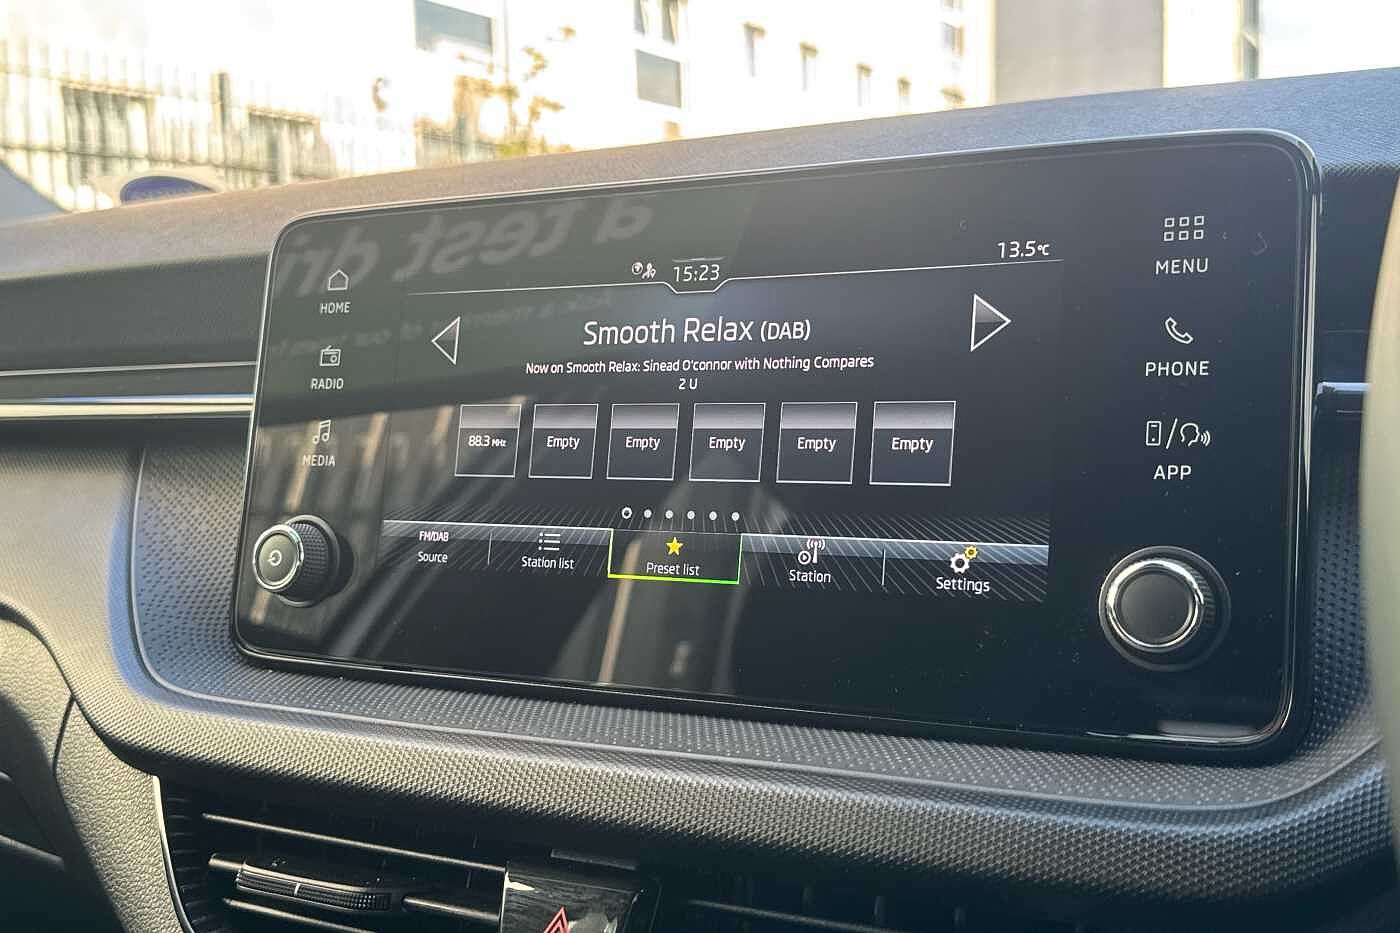 a test dri
15:23
13.5°C
HOME
RADIO
MEDIA
Smooth Relax (DAB)
Now on Smooth Relax: Sinead O'connor with Nothing Compares
2 U
88.3 MHz
Empty
Empty
Empty
Empty
Empty
FM/DAB
Source
Station list
Preset list
Station
Settings
MENU
PHONE
APP